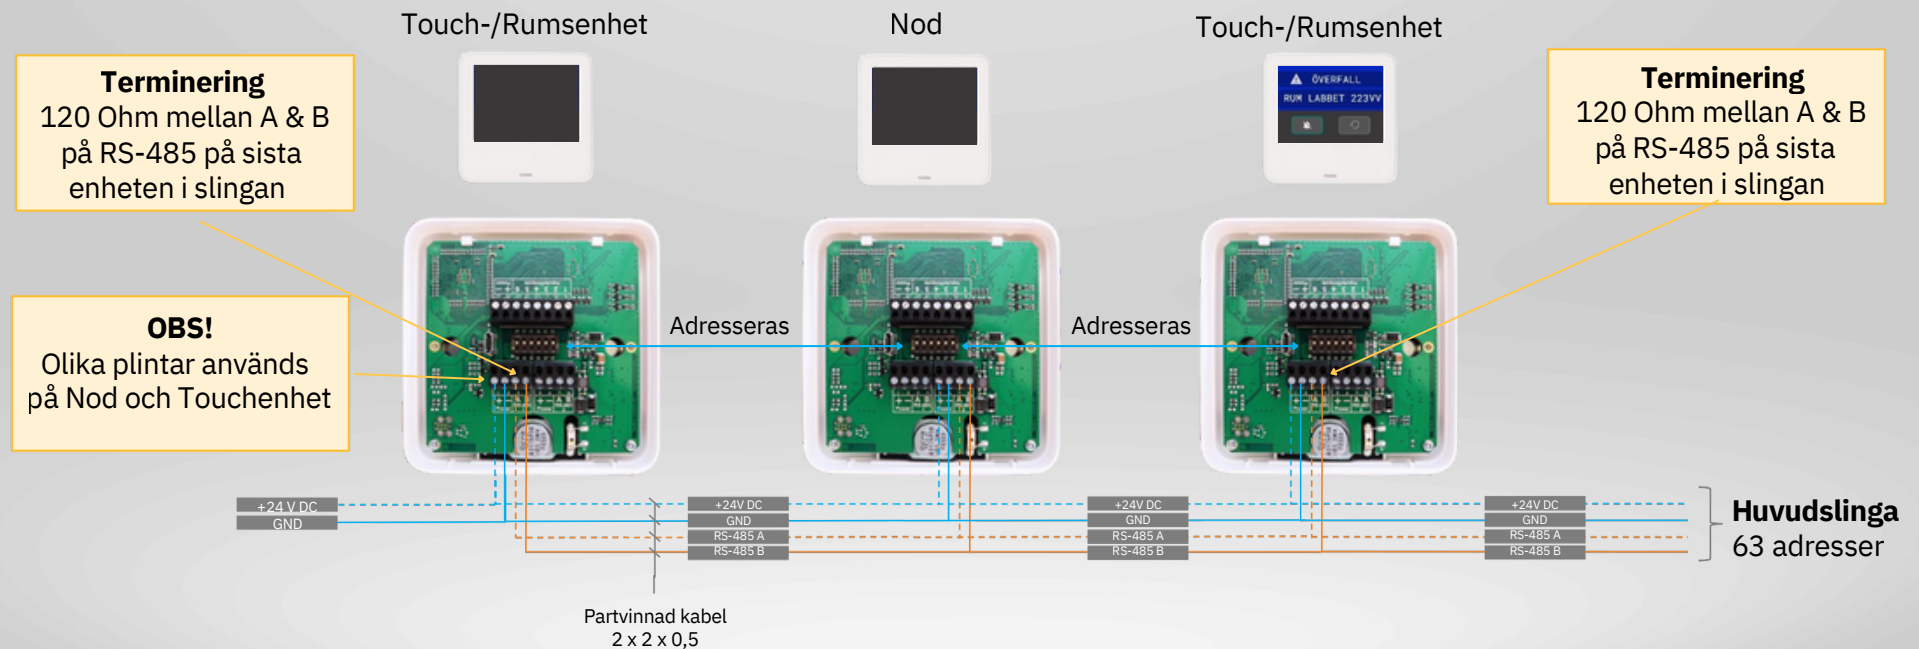 Touch-/Rumsenhet
Nod
Touch-/Rumsenhet
Terminering
120 Ohm mellan A & B
på RS-485 på sista
enheten i slingan
ÖVERFALL
RUM LABBET 223VV
Terminering
120 Ohm mellan A & B
på RS-485 på sista
enheten i slingan
OBS!
Olika plintar används
på Nod och Touchenhet
Adresseras
Adresseras
+24 V DC
GND
+24V DC
GND
RS-485 A
RS-485 B
+24V DC
GND
RS-485 A
RS-485 B
+24V DC
GND
RS-485 A
RS-485 B
Huvudslinga
63 adresser
Partvinnad kabel
2 x 2 x 0,5